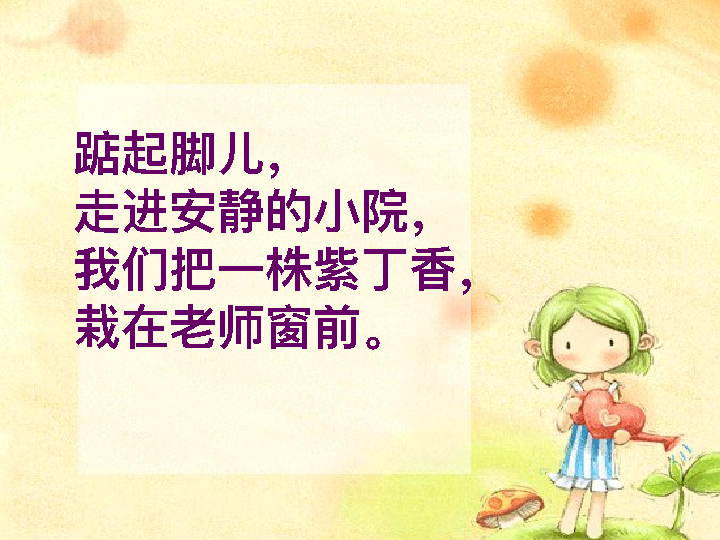 踮起脚儿，
走进安静的小院，
我们把一株紫丁香，
栽在老师窗前。